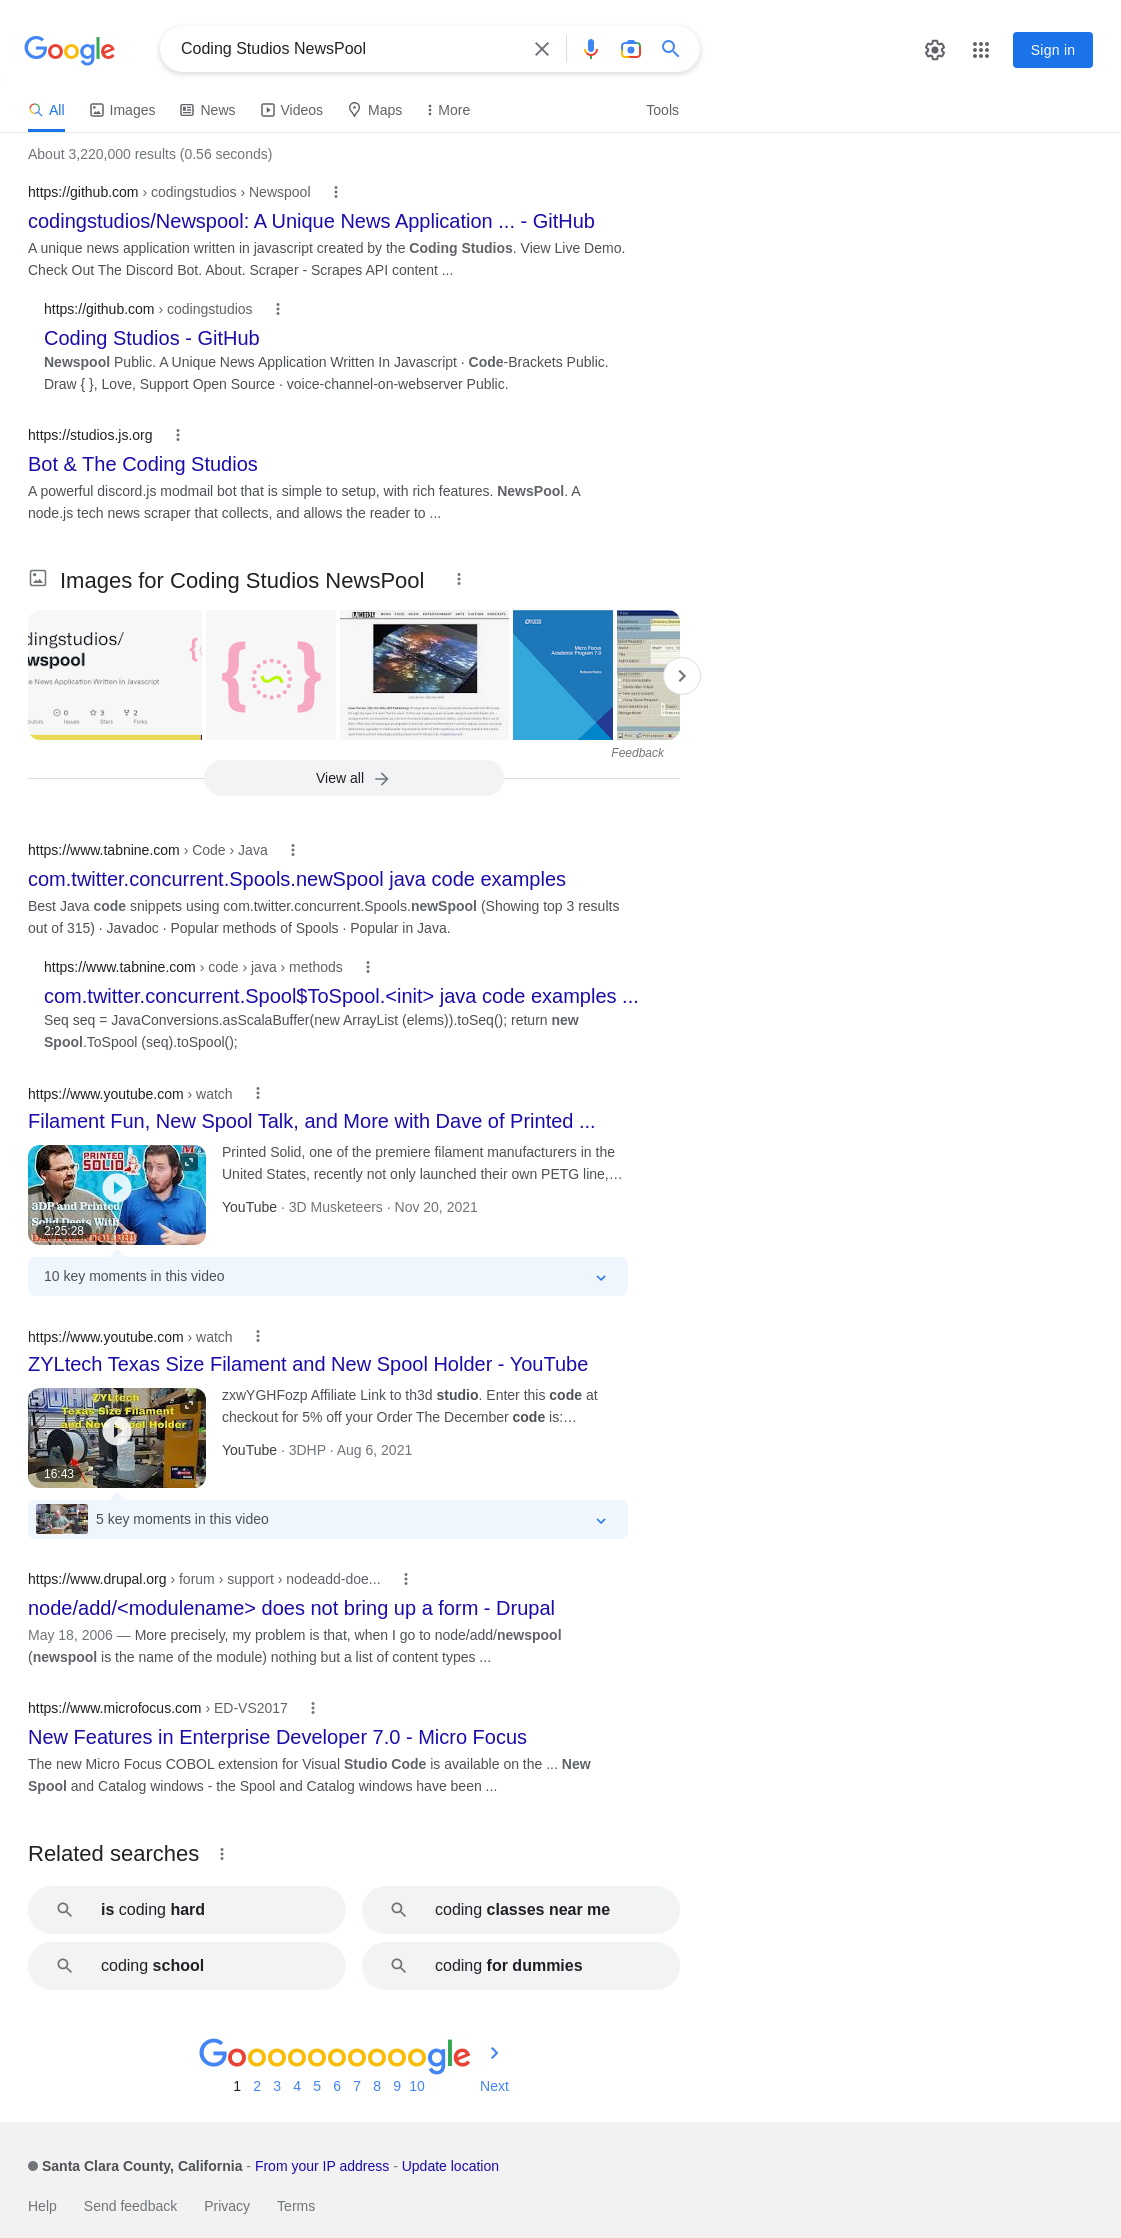 Google
Coding Studios NewsPool
Sign in
All
Images
News
Videos
Maps
More
Tools
About 3,220,000 results (0.56 seconds)
https://github.com › codingstudios › Newspool
codingstudios/Newspool: A Unique News Application ... - GitHub
A unique news application written in javascript created by the Coding Studios. View Live Demo.
Check Out The Discord Bot. About. Scraper - Scrapes API content ...
https://github.com › codingstudios
Coding Studios - GitHub
Newspool Public. A Unique News Application Written In Javascript · Code-Brackets Public.
Draw { }, Love, Support Open Source · voice-channel-on-webserver Public.
https://studios.js.org
Bot & The Coding Studios
A powerful discord.js modmail bot that is simple to setup, with rich features. NewsPool. A
node.js tech news scraper that collects, and allows the reader to ...
Images for Coding Studios NewsPool
dingstudios/
wspool
e News Application Written In Javascript
0
3
2
Issues
Stars
Forks
Micro Focus
Academic Program 7.0
Release Notes
Feedback
View all
https://www.tabnine.com › Code › Java
com.twitter.concurrent.Spools.newSpool java code examples
Best Java code snippets using com.twitter.concurrent.Spools.newSpool (Showing top 3 results
out of 315) · Javadoc · Popular methods of Spools · Popular in Java.
https://www.tabnine.com › code › java › methods
com.twitter.concurrent.Spool$ToSpool.<init> java code examples ...
Seq seq = JavaConversions.asScalaBuffer(new ArrayList (elems)).toSeq(); return new
Spool.ToSpool (seq).toSpool();
https://www.youtube.com › watch
Filament Fun, New Spool Talk, and More with Dave of Printed ...
PRINTED
SOLID
3DP and Printed
Solid Deets With
2:25:28
Printed Solid, one of the premiere filament manufacturers in the
United States, recently not only launched their own PETG line,...
YouTube · 3D Musketeers · Nov 20, 2021
10 key moments in this video
https://www.youtube.com › watch
ZYLtech Texas Size Filament and New Spool Holder - YouTube
ZYLtech
Texas Size Filament
and New Spool Holder
16:43
zxwYGHFozp Affiliate Link to th3d studio. Enter this code at
checkout for 5% off your Order The December code is:...
YouTube · 3DHP · Aug 6, 2021
5 key moments in this video
https://www.drupal.org › forum › support › nodeadd-doe...
node/add/<modulename> does not bring up a form - Drupal
May 18, 2006 — More precisely, my problem is that, when I go to node/add/newspool
(newspool is the name of the module) nothing but a list of content types ...
https://www.microfocus.com › ED-VS2017
New Features in Enterprise Developer 7.0 - Micro Focus
The new Micro Focus COBOL extension for Visual Studio Code is available on the ... New
Spool and Catalog windows - the Spool and Catalog windows have been ...
Related searches
is coding hard
coding classes near me
coding school
coding for dummies
Goooooooooogle
1 2 3 4 5 6 7 8 9 10 Next
Santa Clara County, California - From your IP address - Update location
Help
Send feedback
Privacy
Terms